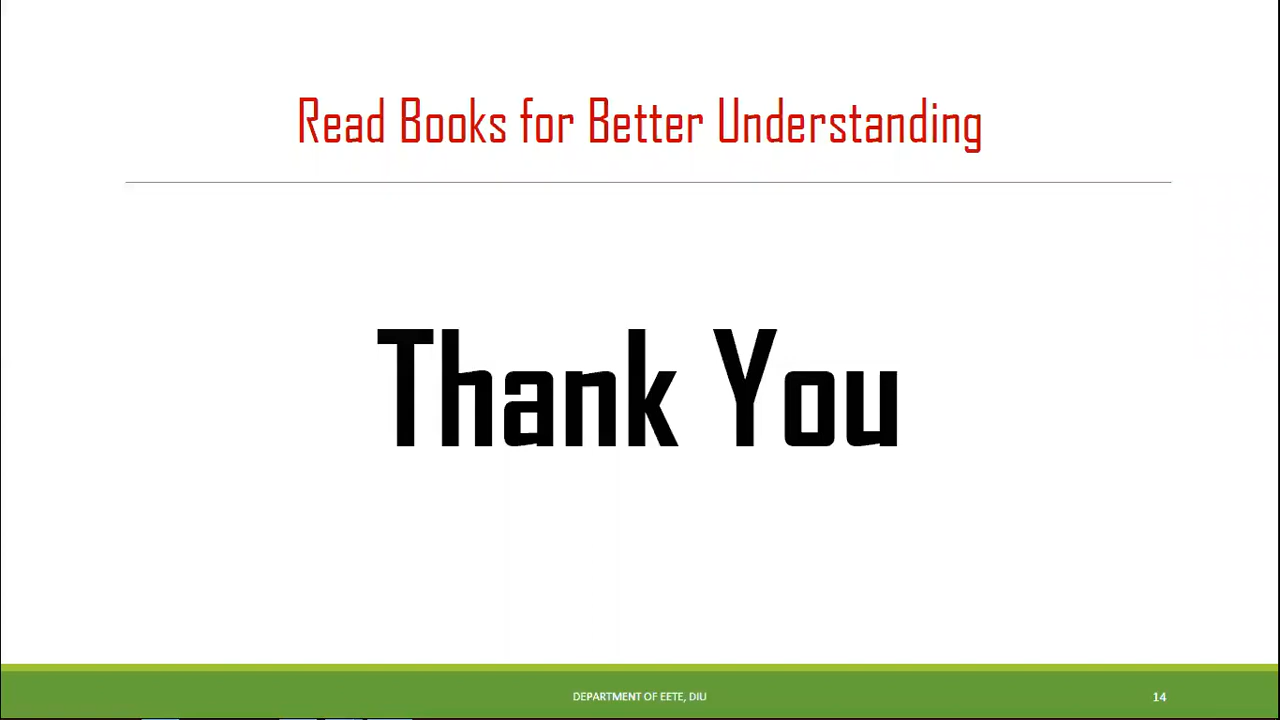 Read Books for Better Understanding
Thank You
DEPARTMENT OF EETE, DIU
14